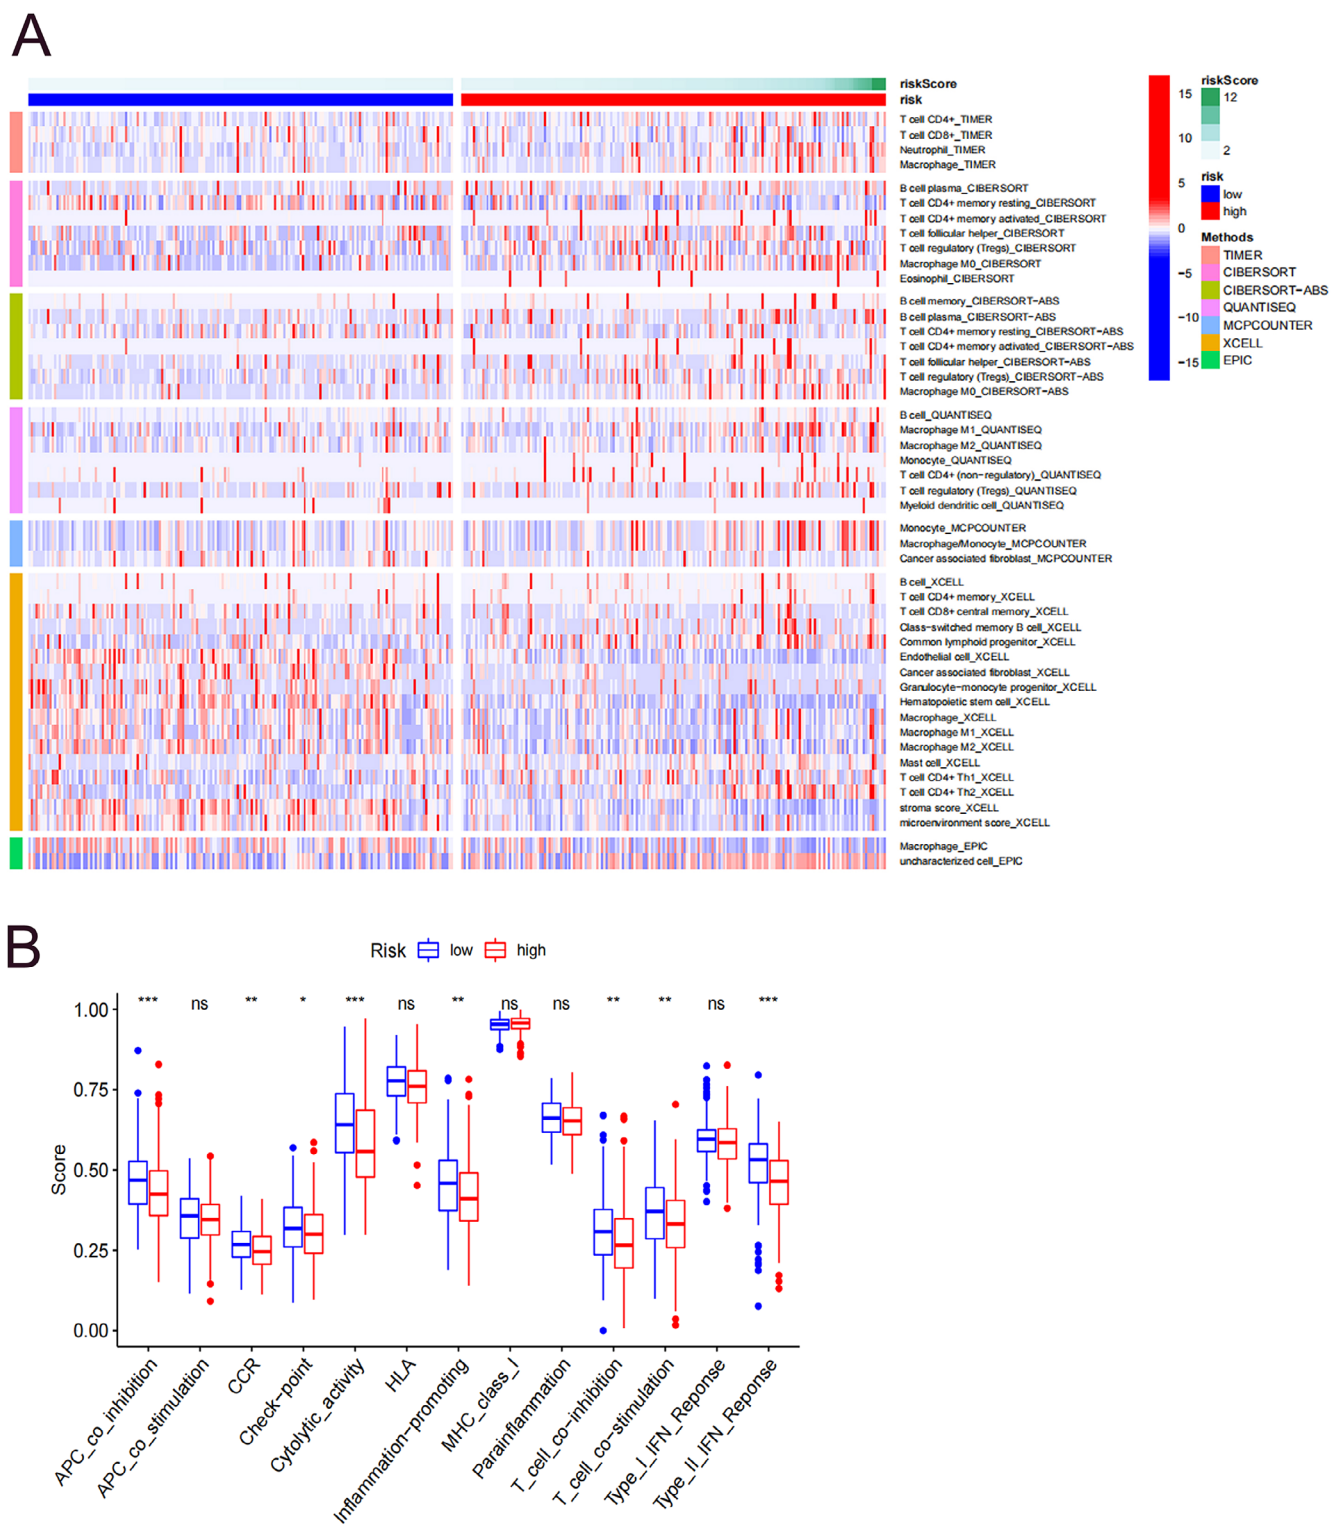 A
riskScore
risk
T cell CD4+_TIMER
T cell CD8+_TIMER
Neutrophil_TIMER
Macrophage_TIMER
B cell plasma_CIBERSORT
T cell CD4+ memory resting_CIBERSORT
T cell CD4+ memory activated_CIBERSORT
T cell follicular helper_CIBERSORT
T cell regulatory (Tregs)_CIBERSORT
Macrophage M0_CIBERSORT
Eosinophil_CIBERSORT
B cell memory_CIBERSORT−ABS
B cell plasma_CIBERSORT−ABS
T cell CD4+ memory resting_CIBERSORT−ABS
T cell CD4+ memory activated_CIBERSORT−ABS
T cell follicular helper_CIBERSORT−ABS
T cell regulatory (Tregs)_CIBERSORT−ABS
Macrophage M0_CIBERSORT−ABS
B cell_QUANTISEQ
Macrophage M1_QUANTISEQ
Macrophage M2_QUANTISEQ
Monocyte_QUANTISEQ
T cell CD4+ (non−regulatory)_QUANTISEQ
T cell regulatory (Tregs)_QUANTISEQ
Myeloid dendritic cell_QUANTISEQ
Monocyte_MCPCOUNTER
Macrophage/Monocyte_MCPCOUNTER
Cancer associated fibroblast_MCPCOUNTER
B cell_XCELL
T cell CD4+ memory_XCELL
T cell CD8+ central memory_XCELL
Class−switched memory B cell_XCELL
Common lymphoid progenitor_XCELL
Endothelial cell_XCELL
Cancer associated fibroblast_XCELL
Granulocyte−monocyte progenitor_XCELL
Hematopoietic stem cell_XCELL
Macrophage_XCELL
Macrophage M1_XCELL
Macrophage M2_XCELL
Mast cell_XCELL
T cell CD4+ Th1_XCELL
T cell CD4+ Th2_XCELL
stroma score_XCELL
microenvironment score_XCELL
Macrophage_EPIC
uncharacterized cell_EPIC
15
10
5
0
−5
−10
−15
riskScore
12
2
risk
low
high
Methods
TIMER
CIBERSORT
CIBERSORT−ABS
QUANTISEQ
MCPCOUNTER
XCELL
EPIC
B
Risk low high
*** ns ** * *** ns ** ns ns ** ** ns ***
1.00
0.75
0.50
0.25
0.00
Score
APC_co_inhibition
APC_co_stimulation
CCR
Check−point
Cytolytic_activity
HLA
Inflammation−promoting
MHC_class_I
Parainflammation
T_cell_co−inhibition
T_cell_co−stimulation
Type_I_IFN_Reponse
Type_II_IFN_Reponse